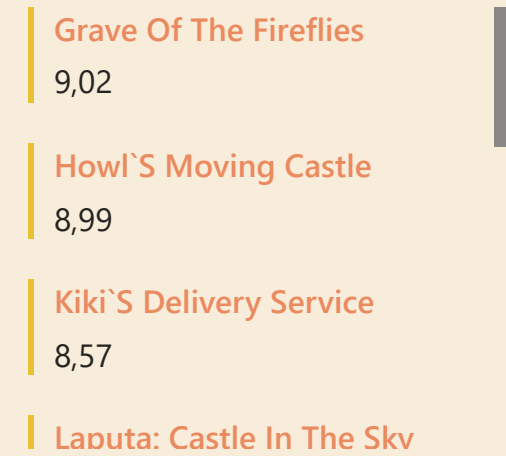 Grave Of The Fireflies
9,02
Howl`S Moving Castle
8,99
Kiki`S Delivery Service
8,57
Laputa: Castle In The Sky